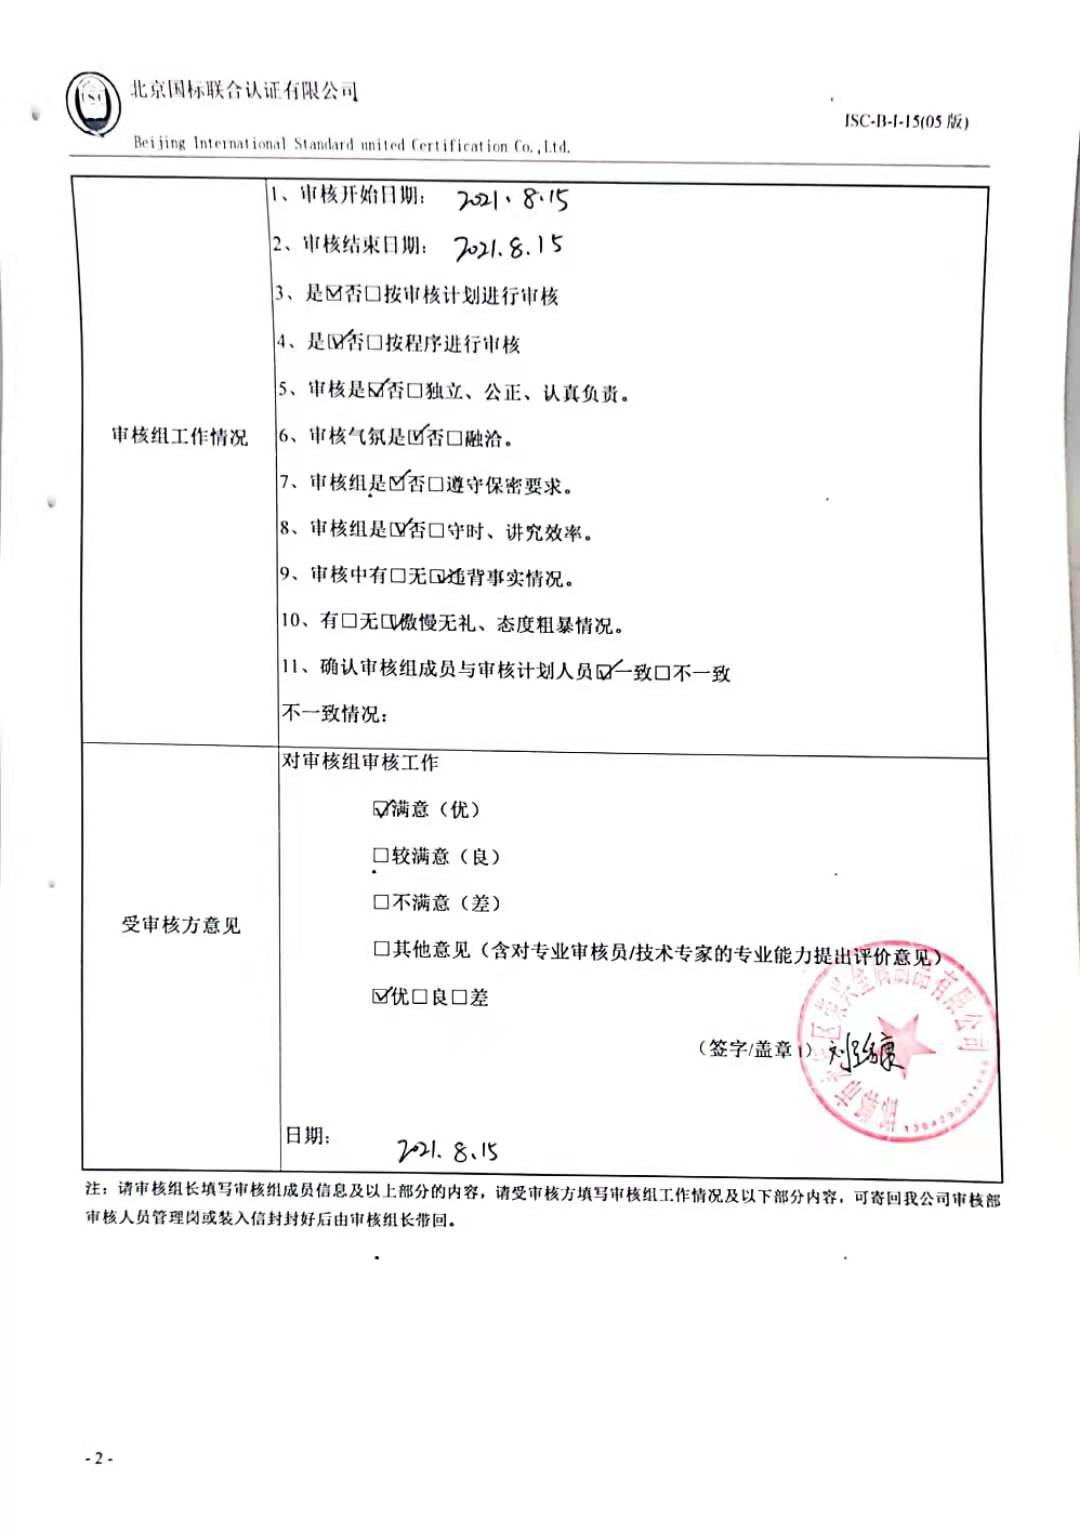 ISC
北京国标联合认证有限公司
Beijing International Standard united Certification Co.,Ltd.
ISC-B-I-15(05 版)
1、审核开始日期: 2021.8.15
2、审核结束日期: 2021.8.15
3、是☑否□按审核计划进行审核
4、是☑否□按程序进行审核
5、审核是☑否□独立、公正、认真负责。
审核组工作情况
6、审核气氛是☑否□融洽。
7、审核组是☑否□遵守保密要求。
8、审核组是☑否□守时、讲究效率。
9、审核中有□无☑违背事实情况。
10、有□无☑傲慢无礼、态度粗暴情况。
11、确认审核组成员与审核计划人员☑一致□不一致
不一致情况:
对审核组审核工作
☑满意（优）
□较满意（良）
□不满意（差）
受审核方意见
□其他意见（含对专业审核员/技术专家的专业能力提出评价意见）
☑优□良□差
（签字/盖章）
金属制品有限公司
日期: 2021.8.15
注：请审核组长填写审核组成员信息及以上部分的内容，请受审核方填写审核组工作情况及以下部分内容，可寄回我公司审核部
审核人员管理岗或装入信封封好后由审核组长带回。
- 2 -